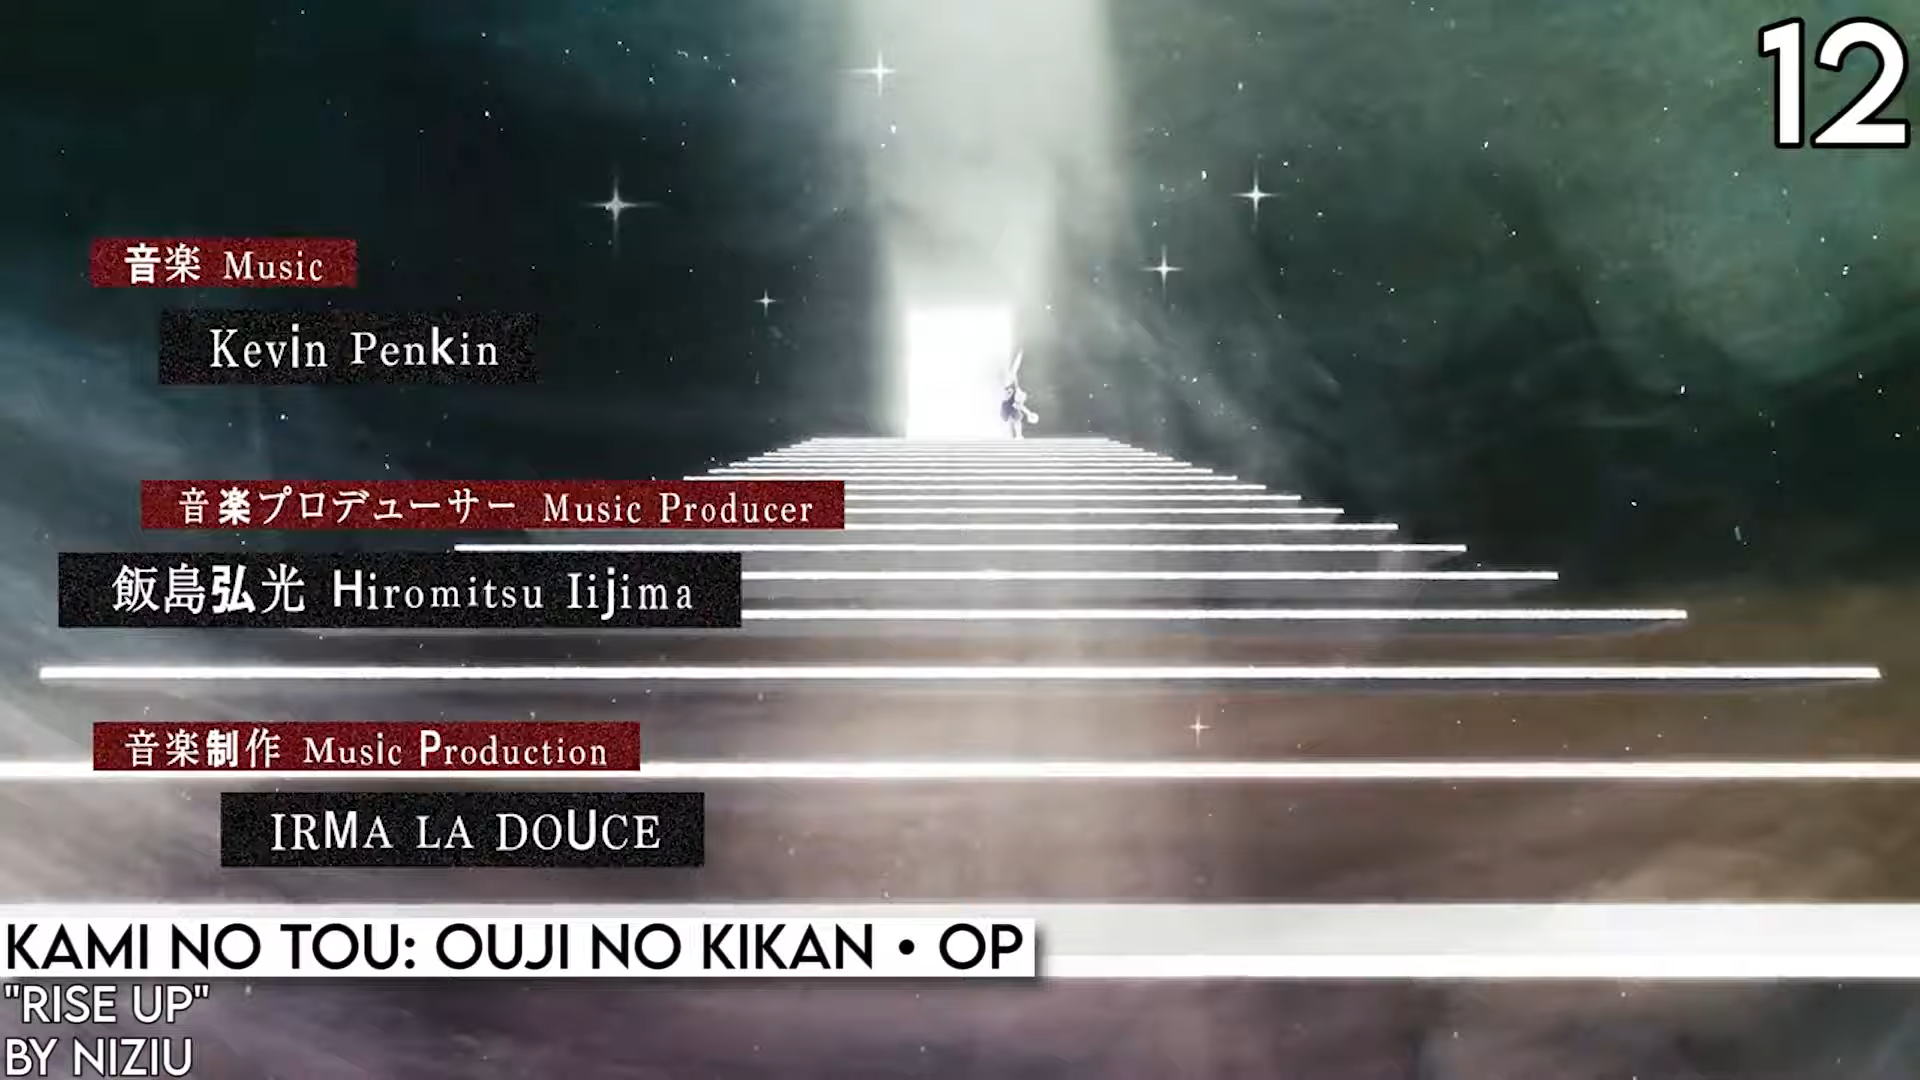 12
音楽 Music
Kevin Penkin
音楽プロデューサー Music Producer
飯島弘光 Hiromitsu Iijima
音楽制作 Music Production
IRMA LA DOUCE
KAMI NO TOU: OUJI NO KIKAN • OP
"RISE UP"
BY NIZIU